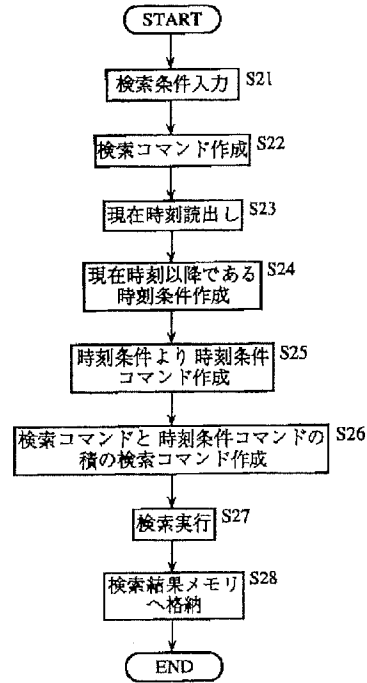 START
検索条件入力 S21
検索コマンド作成 S22
現在時刻読出し S23
現在時刻以降である S24
時刻条件作成
時刻条件より時刻条件 S25
コマンド作成
検索コマンドと時刻条件コマンドの S26
積の検索コマンド作成
検索実行 S27
検索結果メモリ S28
へ格納
END